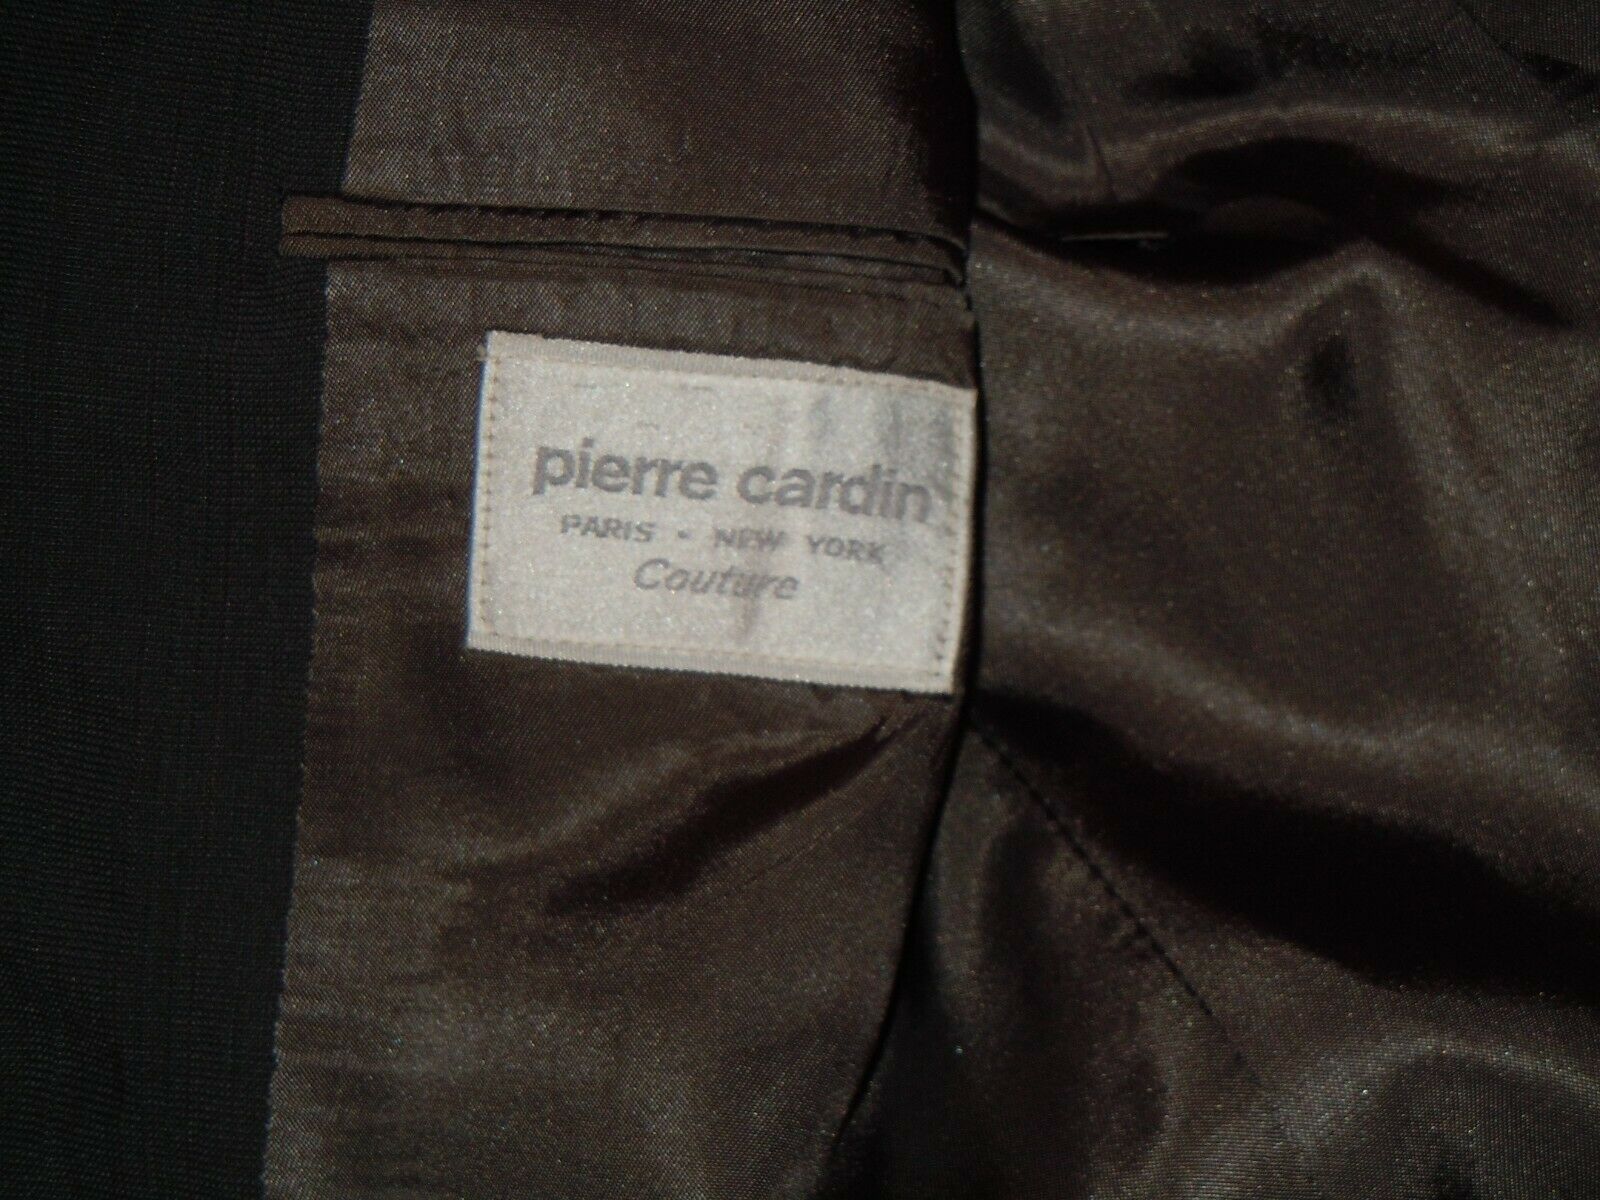 pierre cardin
PARIS • NEW YORK
Couture